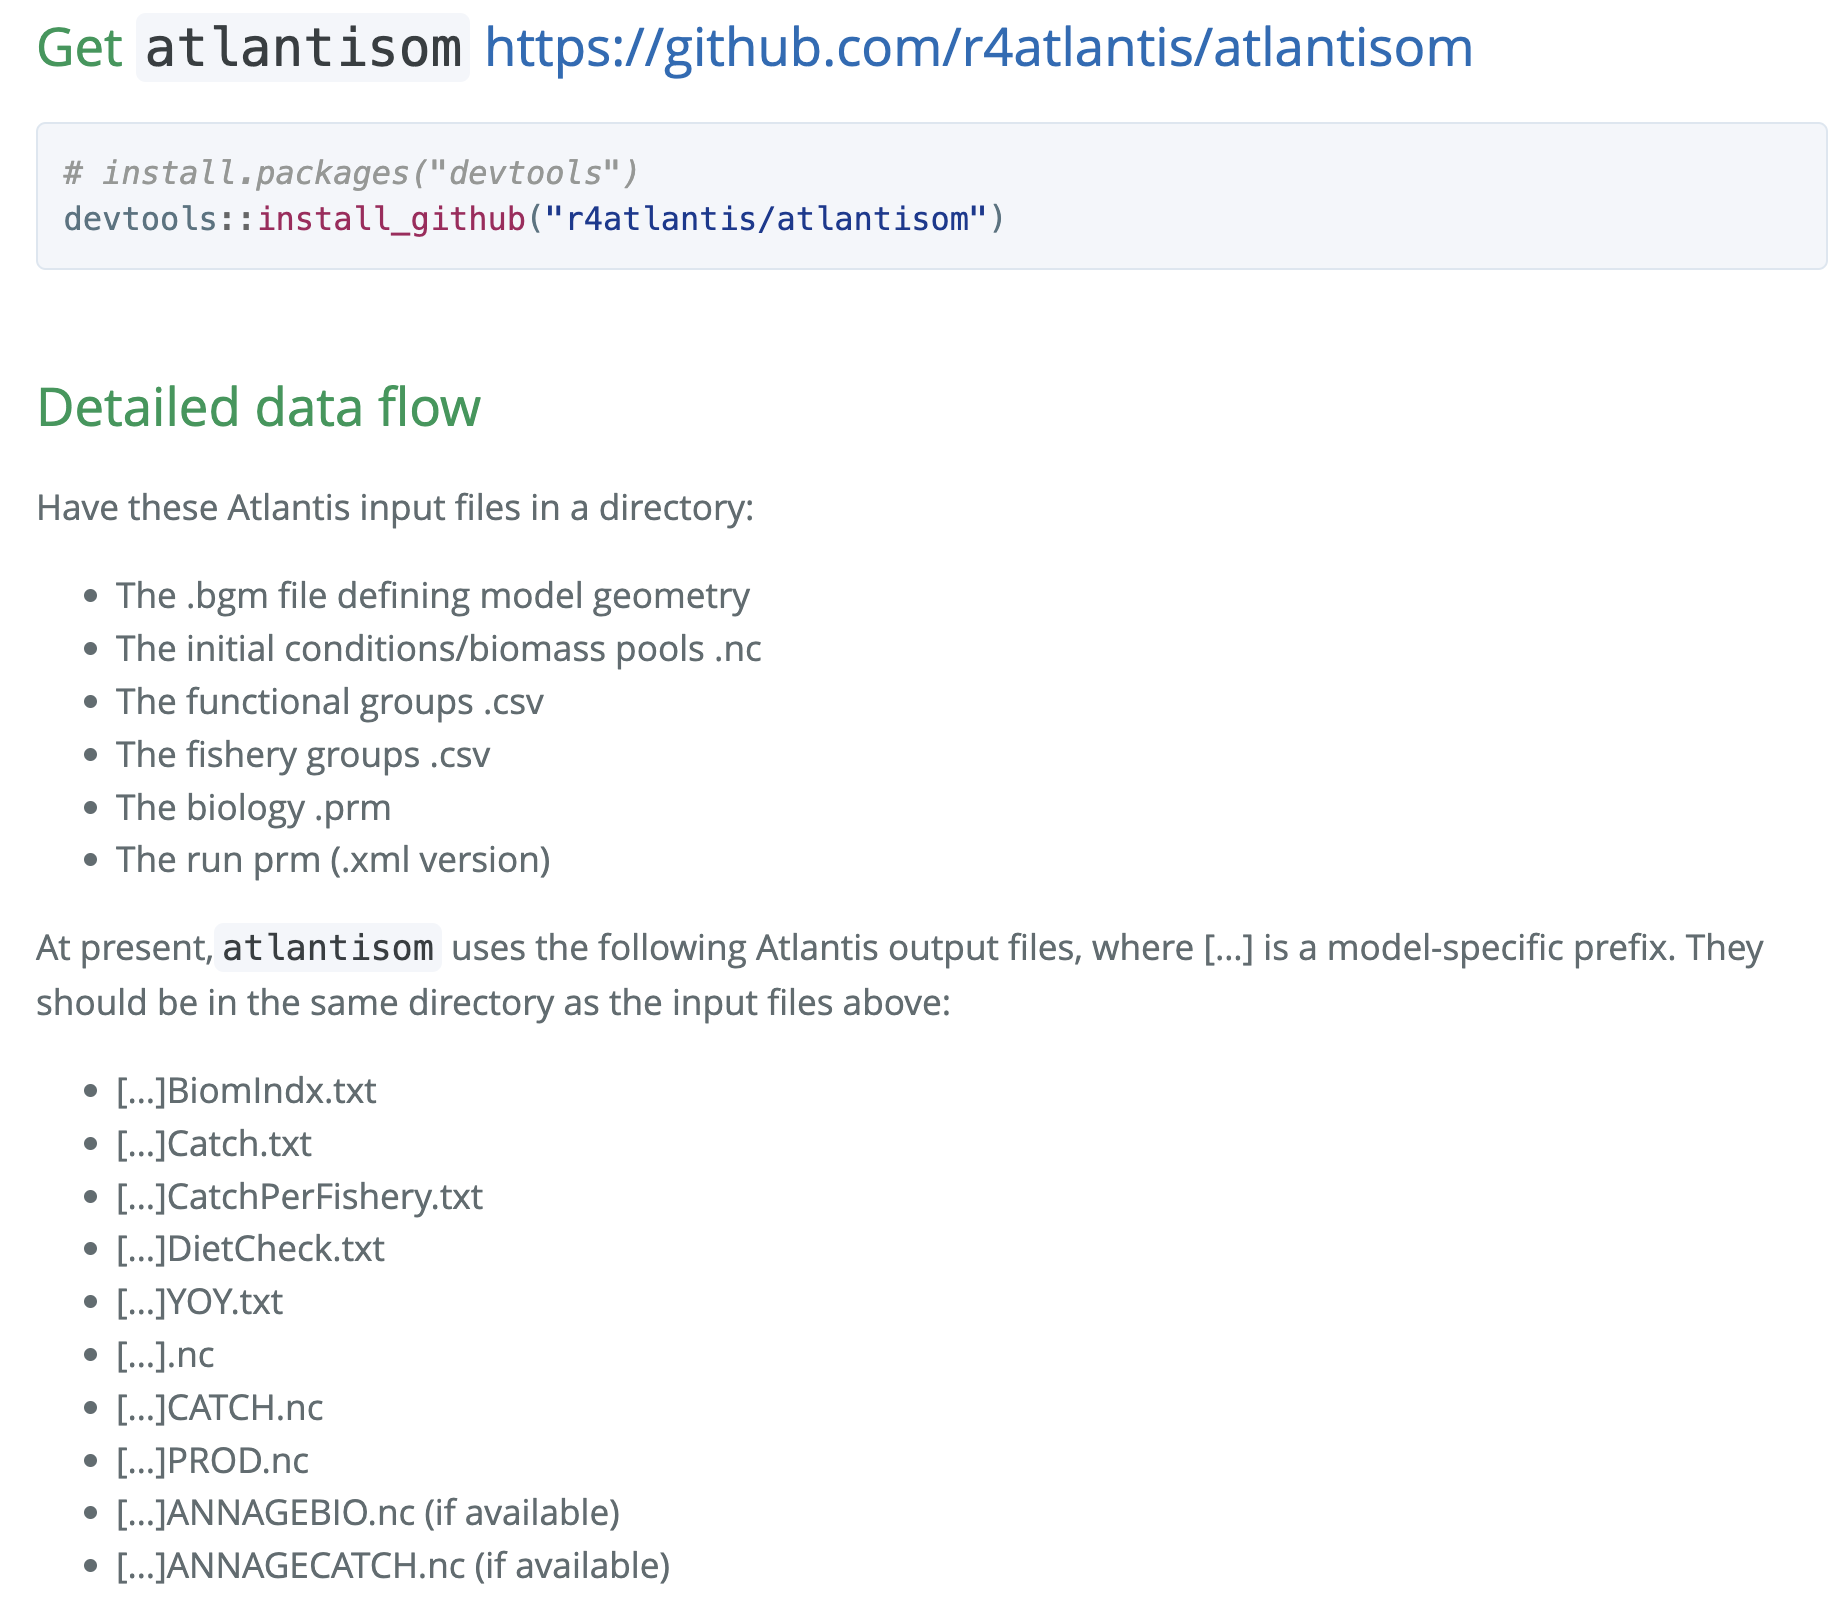 Get atlantisom https://github.com/r4atlantis/atlantisom
# install.packages("devtools")
devtools::install_github("r4atlantis/atlantisom")
Detailed data flow
Have these Atlantis input files in a directory:
• The .bgm file defining model geometry
• The initial conditions/biomass pools .nc
• The functional groups .csv
• The fishery groups .csv
• The biology .prm
• The run prm (.xml version)
At present, atlantisom uses the following Atlantis output files, where [...] is a model-specific prefix. They
should be in the same directory as the input files above:
• [...]BiomIndx.txt
• [...]Catch.txt
• [...]CatchPerFishery.txt
• [...]DietCheck.txt
• [...]YOY.txt
• [...].nc
• [...]CATCH.nc
• [...]PROD.nc
• [...]ANNAGEBIO.nc (if available)
• [...]ANNAGECATCH.nc (if available)